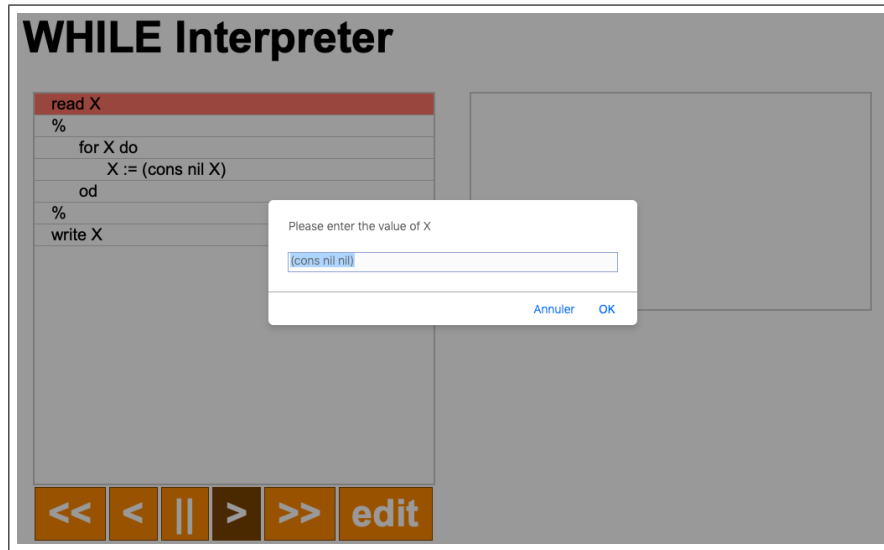 WHILE Interpreter
read X
%
for X do
X := (cons nil X)
od
%
write X
Please enter the value of X
(cons nil nil)
Annuler OK
<< < || > >> edit